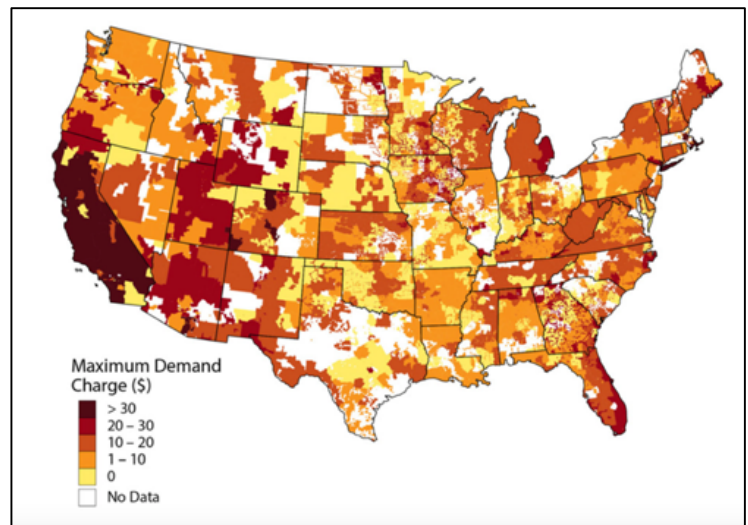 Maximum Demand
Charge ($)
> 30
20 – 30
10 – 20
1 – 10
0
No Data